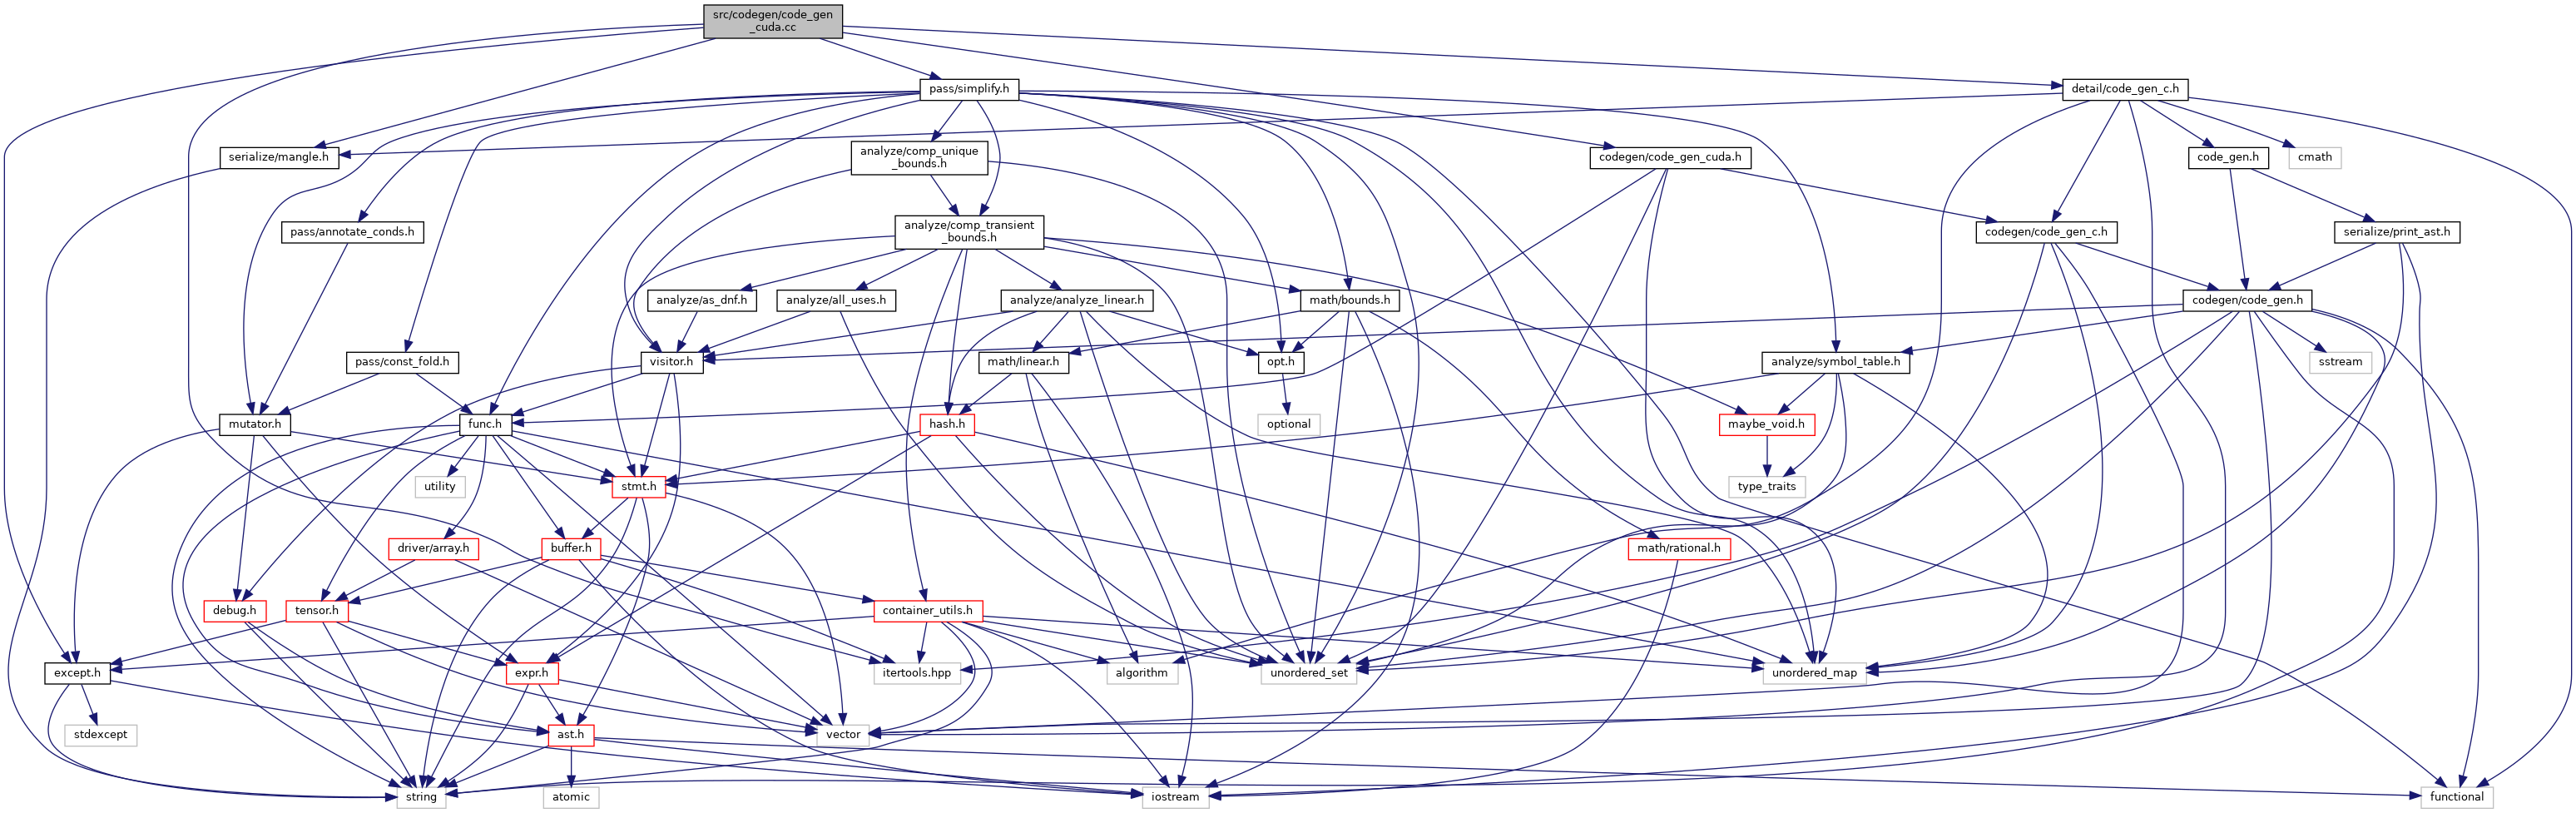 src/codegen/code_gen
_cuda.cc
pass/simplify.h
detail/code_gen_c.h
serialize/mangle.h
analyze/comp_unique
_bounds.h
codegen/code_gen_cuda.h
code_gen.h
cmath
pass/annotate_conds.h
analyze/comp_transient
_bounds.h
codegen/code_gen_c.h
serialize/print_ast.h
analyze/as_dnf.h
analyze/all_uses.h
analyze/analyze_linear.h
math/bounds.h
codegen/code_gen.h
pass/const_fold.h
visitor.h
math/linear.h
opt.h
analyze/symbol_table.h
sstream
mutator.h
func.h
hash.h
optional
maybe_void.h
utility
stmt.h
type_traits
driver/array.h
buffer.h
math/rational.h
debug.h
tensor.h
container_utils.h
except.h
expr.h
itertools.hpp
algorithm
unordered_set
unordered_map
stdexcept
ast.h
vector
string
atomic
iostream
functional